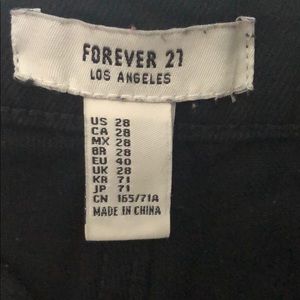 FOREVER 21
LOS ANGELES
US 28
CA 28
MX 28
BR 28
EU 40
UK 28
KR 71
JP 71
CN 165/71A
MADE IN CHINA